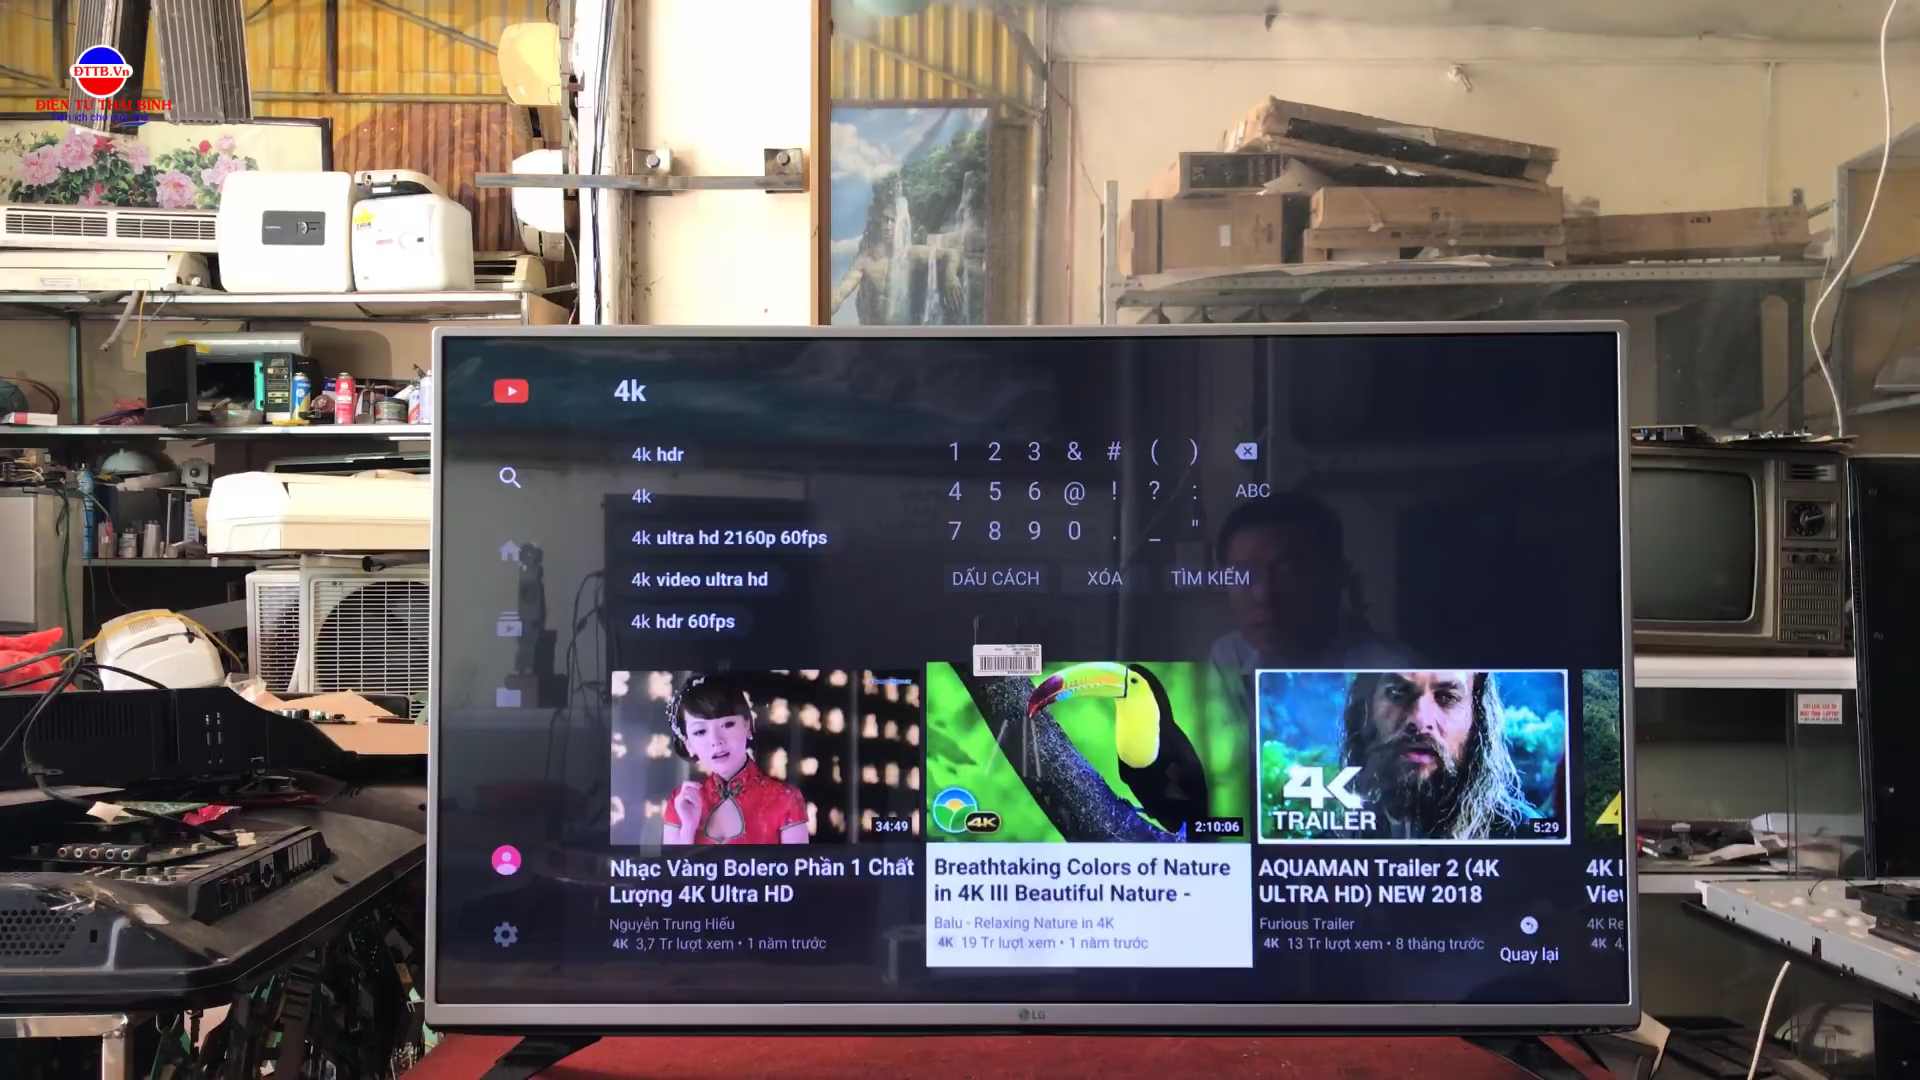 ĐTTB.Vn
ĐIỆN TỬ THÁI BÌNH
4k
4k hdr
4k
4k ultra hd 2160p 60fps
4k video ultra hd
4k hdr 60fps
1 2 3 & # ( )
4 5 6 @ ! ? : ABC
7 8 9 0 . _ "
DẤU CÁCH XÓA TÌM KIẾM
34:49
Nhạc Vàng Bolero Phần 1 Chất
Lượng 4K Ultra HD
Nguyễn Trung Hiếu
4K 3,7 Tr lượt xem • 1 năm trước
4K
2:10:06
Breathtaking Colors of Nature
in 4K III Beautiful Nature -
Balu - Relaxing Nature in 4K
4K 19 Tr lượt xem • 1 năm trước
4K
TRAILER
5:29
AQUAMAN Trailer 2 (4K
ULTRA HD) NEW 2018
Furious Trailer
4K 13 Tr lượt xem • 8 tháng trước
4K
4K Re
4K
Quay lại
LG